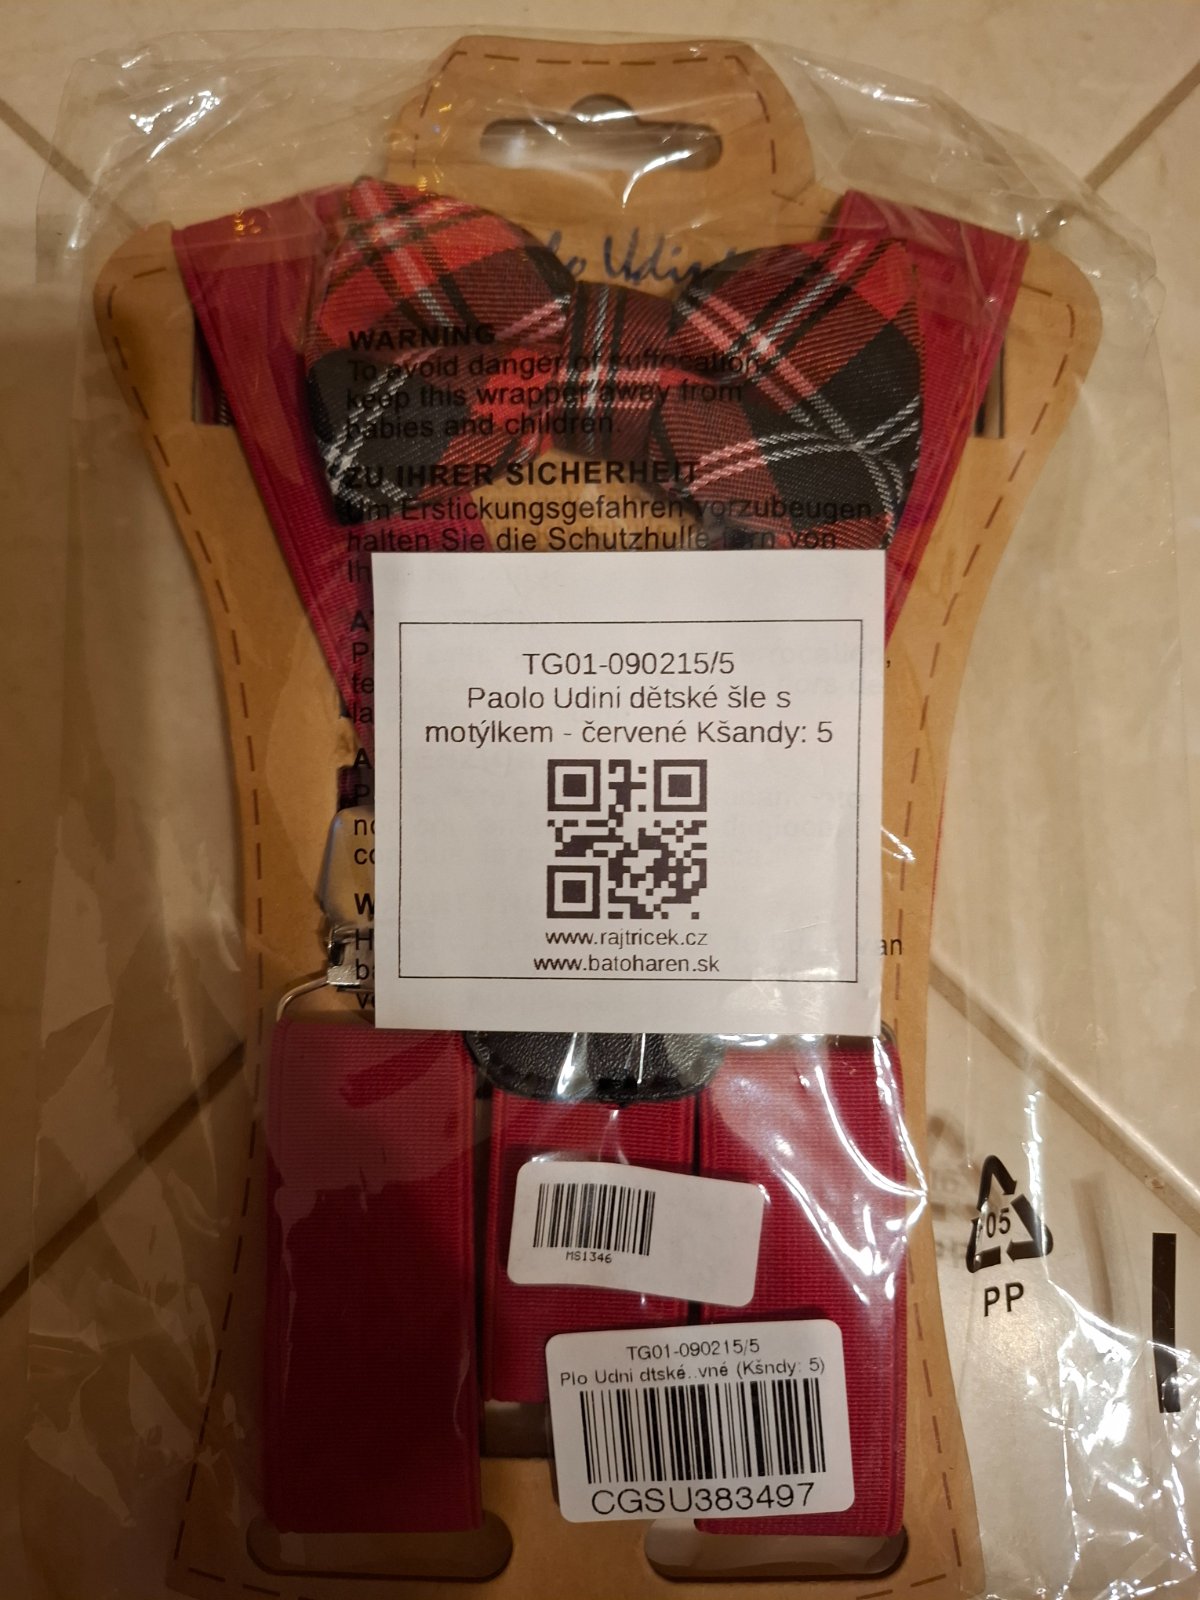 Udini
WARNING
To avoid danger of suffocation
keep this wrapper away from
babies and children.
ZU IHRER SICHERHEIT
Um Erstickungsgefahren vorzubeugen,
halten Sie die Schutzhulle fern von
TG01-090215/5
Paolo Udini dětské šle s
motýlkem - červené Kšandy: 5
www.rajtricek.cz
www.batoharen.sk
MS1346
05
PP
TG01-090215/5
Plo Udni dtské..vné (Kšndy: 5)
CGSU383497